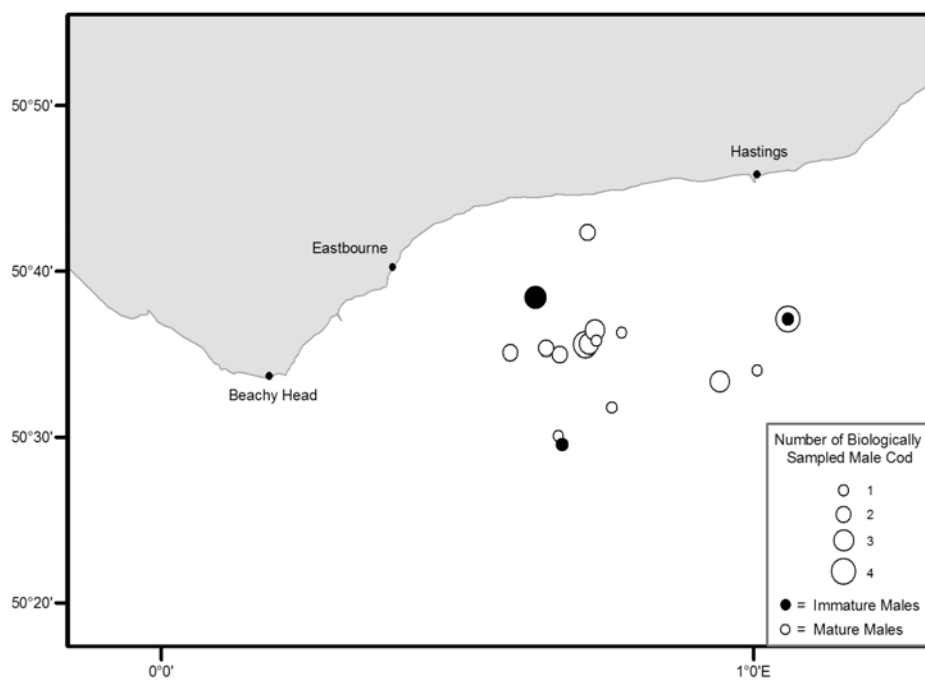 50°50'
Hastings
Eastbourne
50°40'
Beachy Head
50°30'
Number of Biologically
Sampled Male Cod
1
2
3
4
= Immature Males
= Mature Males
50°20'
0°0'
1°0'E